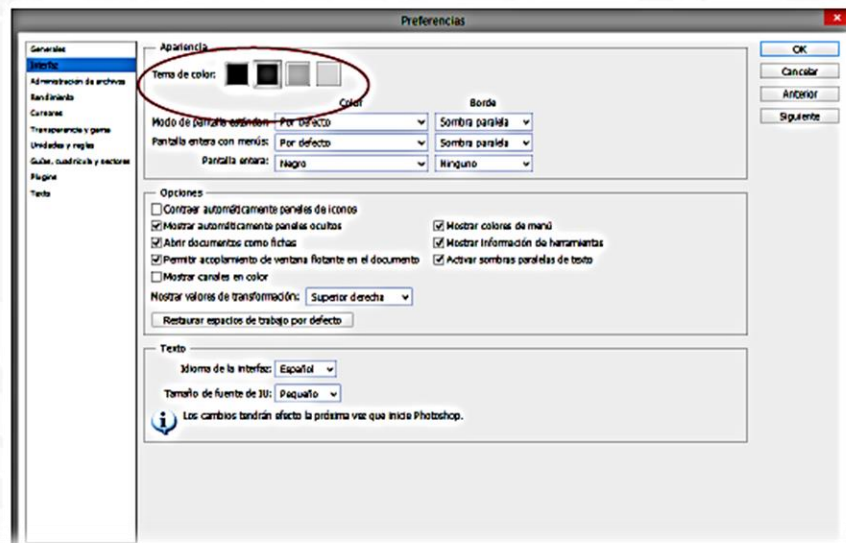 Preferencias
Generales
Interfaz
Administración de archivos
Rendimiento
Cursores
Transparencia y gama
Unidades y reglas
Guías, cuadrícula y sectores
Plugins
Texto
Apariencia
Tema de color:
Color Borde
Modo de pantalla estándar: Por defecto Sombra paralela
Pantalla entera con menús: Por defecto Sombra paralela
Pantalla entera: Negro Ninguno
Opciones
Contraer automáticamente paneles de iconos
Mostrar automáticamente paneles ocultos Mostrar colores de menú
Abrir documentos como fichas Mostrar información de herramientas
Permitir acoplamiento de ventana flotante en el documento Activar sombras paralelas de texto
Mostrar canales en color
Mostrar valores de transformación: Superior derecha
Restaurar espacios de trabajo por defecto
Texto
Idioma de la interfaz: Español
Tamaño de fuente de IU: Pequeño
Los cambios tendrán efecto la próxima vez que inicie Photoshop.
OK
Cancelar
Anterior
Siguiente